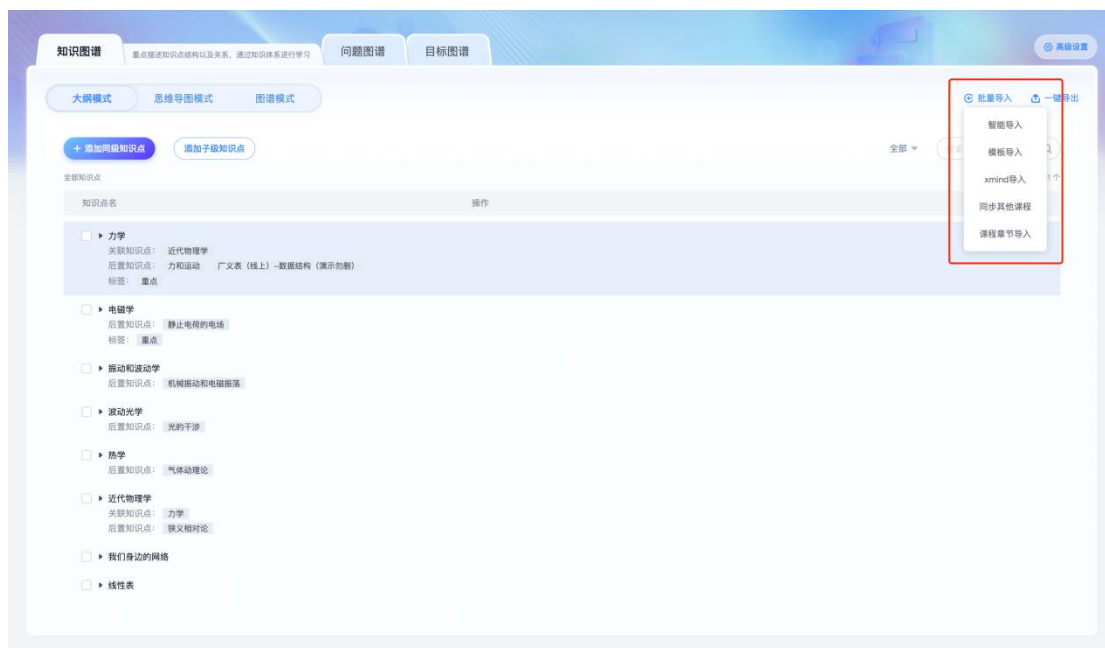 知识图谱 重点描述知识点结构以及关系，通过知识体系进行学习 问题图谱 目标图谱 高级设置
大纲模式 思维导图模式 图谱模式 批量导入 一键导出
智能导入
模板导入
xmind导入
同步其他课程
课程章节导入
+ 添加同级知识点 添加子级知识点 全部
全部知识点 个
知识点名 操作
力学
关联知识点： 近代物理学
后置知识点： 力和运动 广义表（线上）-数据结构（演示勿删）
标签： 重点
电磁学
后置知识点： 静止电荷的电场
标签： 重点
振动和波动学
后置知识点： 机械振动和电磁振荡
波动光学
后置知识点： 光的干涉
热学
后置知识点： 气体动理论
近代物理学
关联知识点： 力学
后置知识点： 狭义相对论
我们身边的网络
线性表